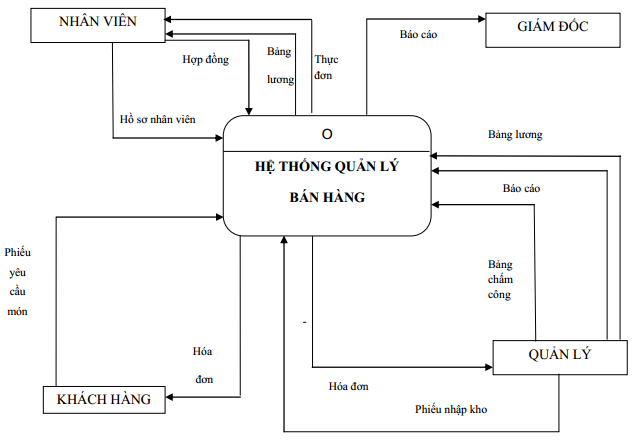 NHÂN VIÊN
GIÁM ĐÓC
Báo cáo
Bảng
lương
Thực
đơn
Hợp đồng
Hồ sơ nhân viên
O
HỆ THỐNG QUẢN LÝ
BÁN HÀNG
Bảng lương
Báo cáo
Phiếu
yêu
cầu
món
Bảng
chấm
công
-
Hóa
đơn
QUẢN LÝ
Hóa đơn
KHÁCH HÀNG
Phiếu nhập kho